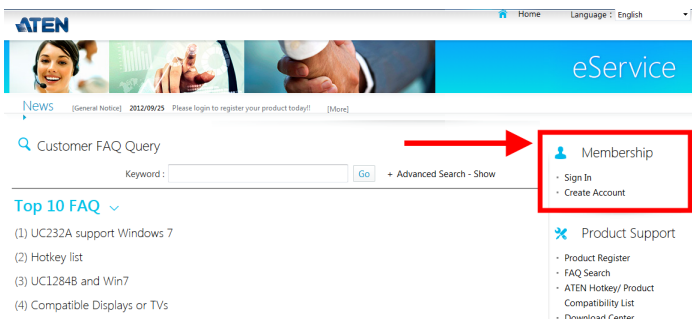 Home Language : English
ATEN
eService
News [General Notice] 2012/09/25 Please login to register your product today!! [More]
Customer FAQ Query
Keyword : Go + Advanced Search - Show
Top 10 FAQ
(1) UC232A support Windows 7
(2) Hotkey list
(3) UC1284B and Win7
(4) Compatible Displays or TVs
Membership
Sign In
Create Account
Product Support
Product Register
FAQ Search
ATEN Hotkey/ Product
Compatibility List
Download Center